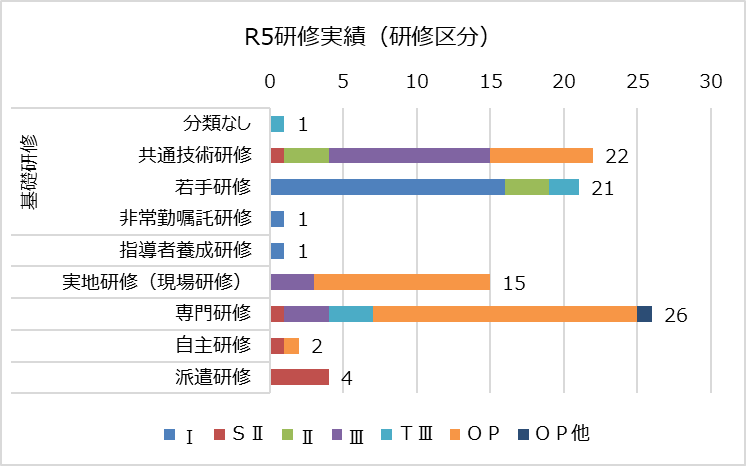 R5研修実績（研修区分）
0 5 10 15 20 25 30
基礎研修
分類なし 1
共通技術研修 22
若手研修 21
非常勤嘱託研修 1
指導者養成研修 1
実地研修（現場研修） 15
専門研修 26
自主研修 2
派遣研修 4
Ⅰ ＳⅡ Ⅱ Ⅲ ＴⅢ ＯＰ ＯＰ他